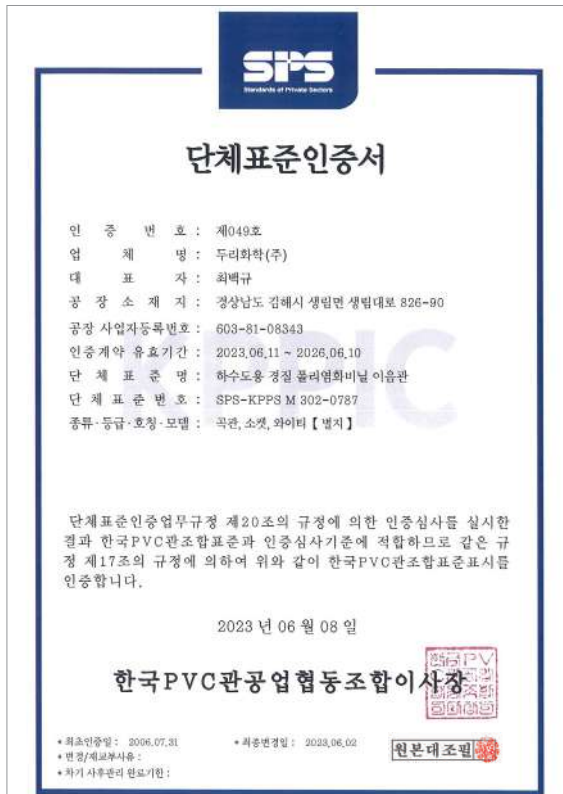 SPS
Standards of Private Sectors
단체표준인증서
인 증 번 호 : 제049호
업 체 명 : 두리화학(주)
대 표 자 : 최백규
공 장 소 재 지 : 경상남도 김해시 생림면 생림대로 826-90
공장 사업자등록번호 : 603-81-08343
인증계약 유효기간 : 2023.06.11 ~ 2026.06.10
단 체 표 준 명 : 하수도용 경질 폴리염화비닐 이음관
단 체 표 준 번 호 : SPS-KPPS M 302-0787
종류·등급·호칭·모델 : 곡관, 소켓, 와이티 【 별지 】
KPPIC
단체표준인증업무규정 제20조의 규정에 의한 인증심사를 실시한
결과 한국PVC관조합표준과 인증심사기준에 적합하므로 같은 규
정 제17조의 규정에 의하여 위와 같이 한국PVC관조합표준표시를
인증합니다.
2023 년 06 월 08 일
한국PVC관공업협동조합이사장
* 최초인증일 : 2006.07.31
* 최종변경일 : 2023.06.02
* 변경/재교부사유 :
* 차기 사후관리 완료기한 :
원본대조필